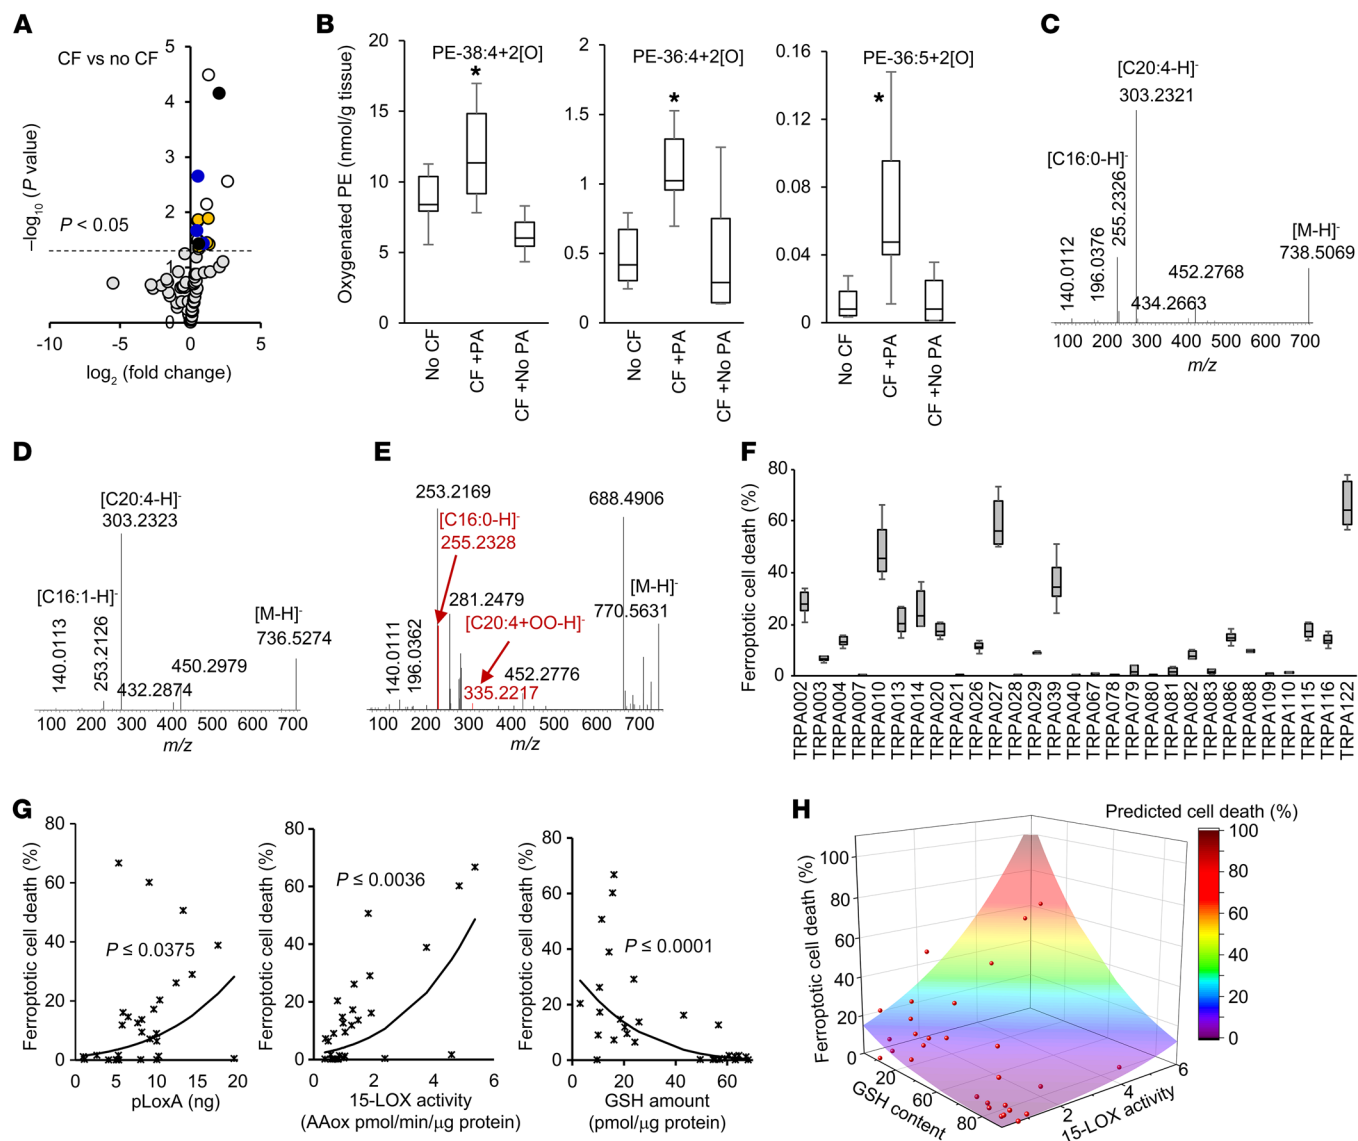 A
CF vs no CF
–log10 (P value)
5
4
3
2
1
0
P < 0.05
-10
-5
0
5
log2 (fold change)
B
Oxygenated PE (nmol/g tissue)
PE-38:4+2[O]
20
15
10
5
0
*
No CF
CF +PA
CF +No PA
PE-36:4+2[O]
2
1.5
1
0.5
0
*
No CF
CF +PA
CF +No PA
PE-36:5+2[O]
0.16
0.12
0.08
0.04
0
*
No CF
CF +PA
CF +No PA
C
[C20:4-H]-
303.2321
[C16:0-H]-
255.2326
140.0112
196.0376
434.2663
452.2768
[M-H]-
738.5069
100 200 300 400 500 600 700
m/z
D
[C20:4-H]-
303.2323
[C16:1-H]-
140.0113
253.2126
432.2874
450.2979
[M-H]-
736.5274
100 200 300 400 500 600 700
m/z
E
253.2169
[C16:0-H]-
255.2328
688.4906
[M-H]-
770.5631
281.2479
[C20:4+OO-H]-
140.0111
196.0362
452.2776
335.2217
100 200 300 400 500 600 700
m/z
F
Ferroptotic cell death (%)
80
60
40
20
0
TRPA002
TRPA003
TRPA004
TRPA007
TRPA010
TRPA013
TRPA014
TRPA020
TRPA021
TRPA026
TRPA027
TRPA028
TRPA029
TRPA039
TRPA040
TRPA067
TRPA078
TRPA079
TRPA080
TRPA081
TRPA082
TRPA083
TRPA086
TRPA088
TRPA109
TRPA110
TRPA115
TRPA116
TRPA122
G
Ferroptotic cell death (%)
80
60
40
20
0
P ≤ 0.0375
0 5 10 15 20
pLoxA (ng)
Ferroptotic cell death (%)
80
60
40
20
0
P ≤ 0.0036
0 2 4 6
15-LOX activity
(AAox pmol/min/µg protein)
Ferroptotic cell death (%)
80
60
40
20
0
P ≤ 0.0001
0 20 40 60
GSH amount
(pmol/µg protein)
H
Predicted cell death (%)
100
90
80
70
60
50
40
30
20
10
0
Ferroptotic cell death (%)
100
80
60
40
20
0
20
60
80
GSH content
2
4
6
15-LOX activity